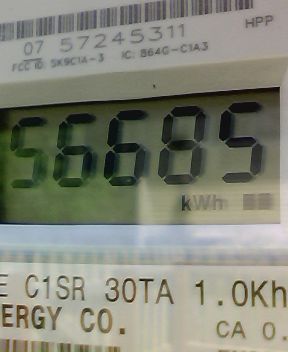 HPP
07 57245311
FCC ID: SK9C1A-3 IC: 864G-C1A3
56685
kWh
E C1SR 30TA 1.0Kh
ERGY CO.
CA 0.